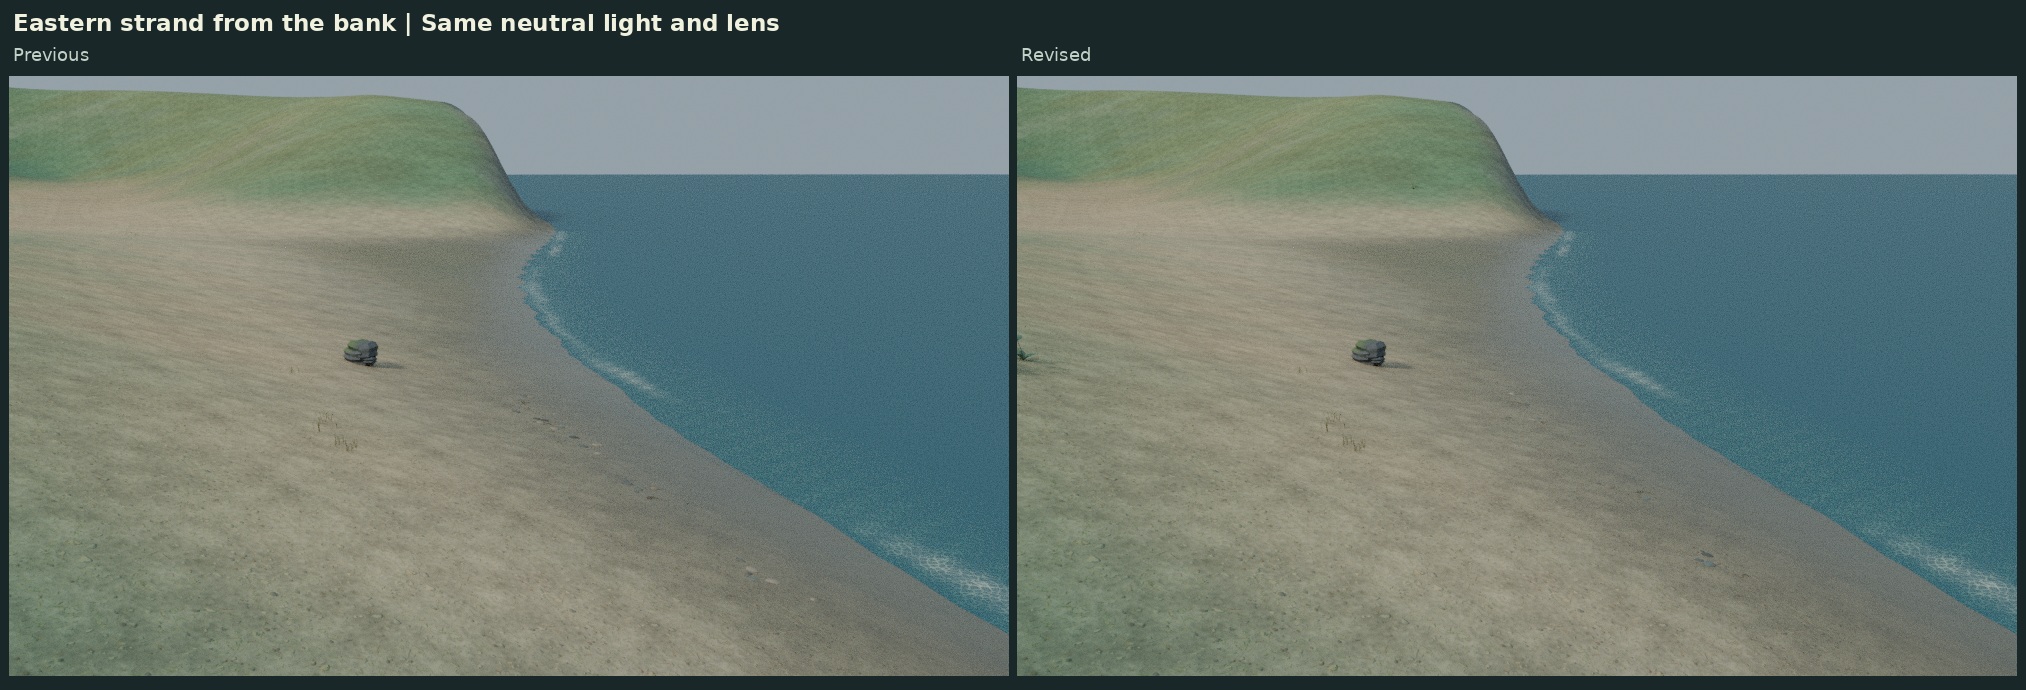 Eastern strand from the bank | Same neutral light and lens
Previous
Revised